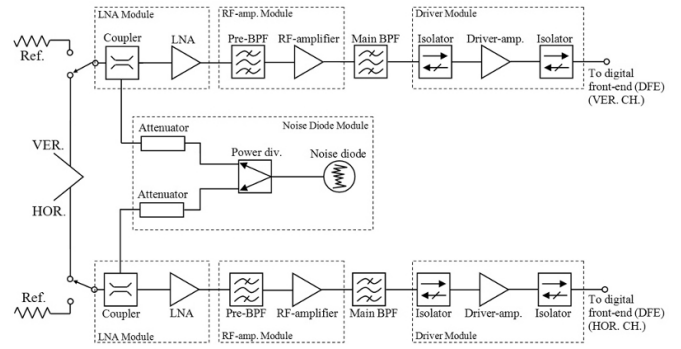 LNA Module
RF-amp. Module
Driver Module
Ref.
Coupler
LNA
Pre-BPF
RF-amplifier
Main BPF
Isolator
Driver-amp.
Isolator
To digital
front-end (DFE)
(VER. CH.)
Attenuator
Noise Diode Module
VER.
Power div.
Noise diode
Attenuator
HOR.
Ref.
Coupler
LNA
Pre-BPF
RF-amplifier
Main BPF
Isolator
Driver-amp.
Isolator
To digital
front-end (DFE)
(HOR. CH.)
LNA Module
RF-amp. Module
Driver Module